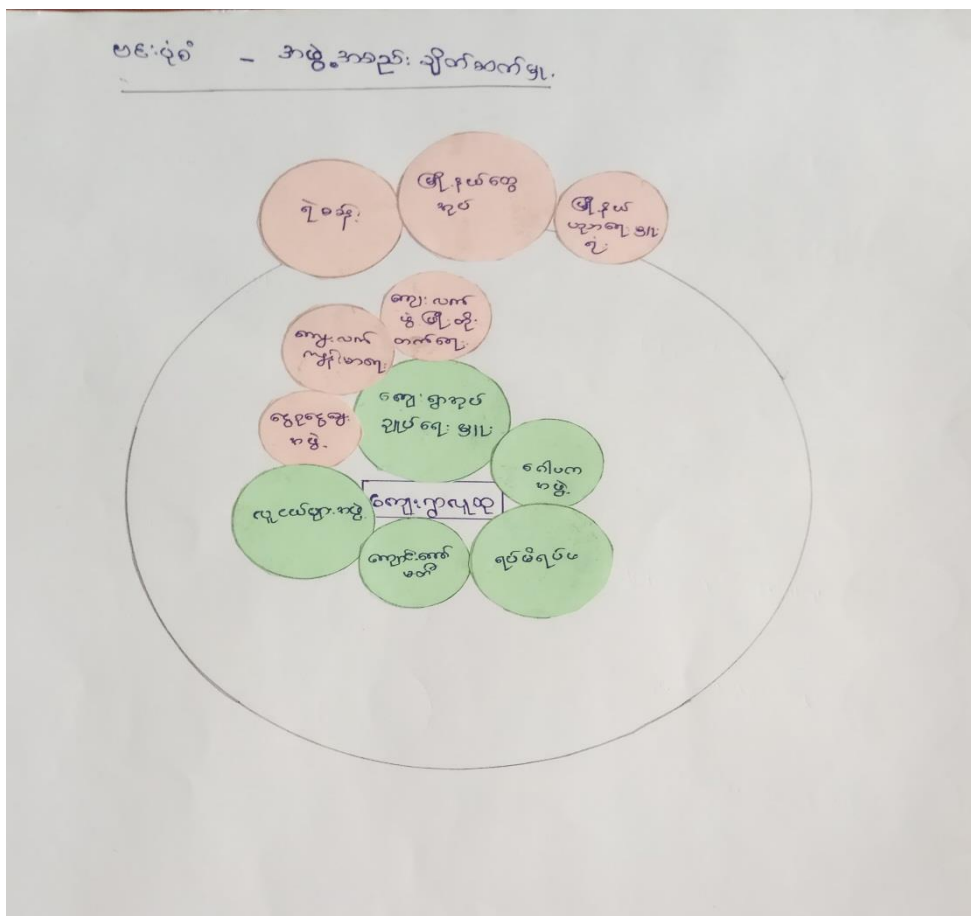 ဗင်းပုံစံ - အဖွဲ့အစည်း ချိတ်ဆက်မှု
ရဲစခန်း
မြို့နယ်ထွေ
အုပ်
မြို့နယ်
ပညာရေးမှူး
ရုံး
ကျေးလက်
ဖွံ့ဖြိုးတိုး
တက်ရေး
ကျေးလက်
ကျန်းမာရေး
ငွေစုငွေချေး
အဖွဲ့
ကျေးရွာအုပ်
ချုပ်ရေးမှူး
ဂေါပက
အဖွဲ့
လူငယ်များအဖွဲ့
ကျေးရွာလူထု
ကျောင်းကော်
မတီ
ရပ်မိရပ်ဖ